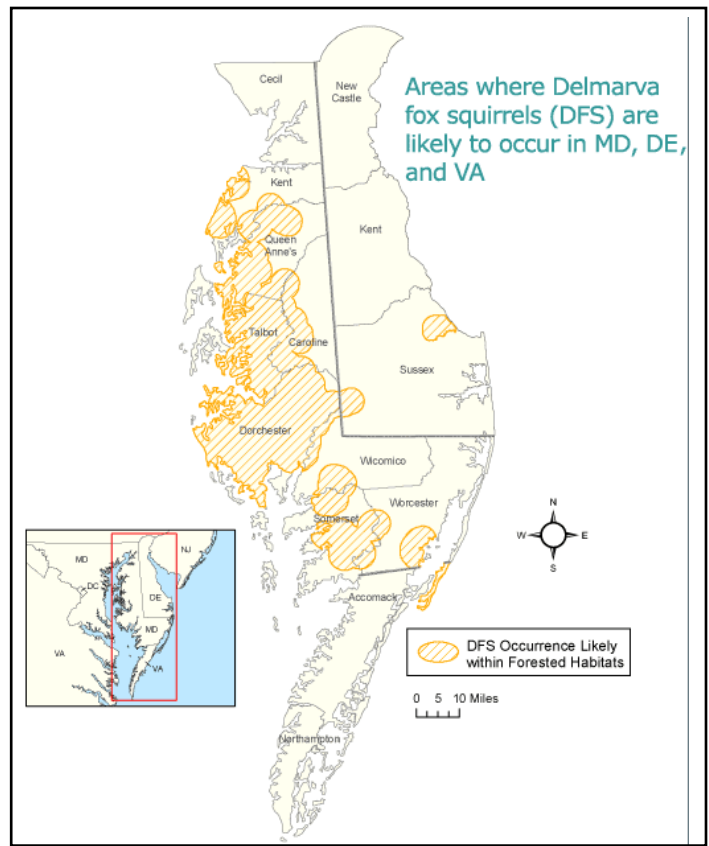 Areas where Delmarva
fox squirrels (DFS) are
likely to occur in MD, DE,
and VA
Cecil
New
Castle
Kent
Kent
Queen
Anne's
Talbot
Caroline
Sussex
Dorchester
Wicomico
Worcester
Somerset
Accomack
Northampton
N
W
E
S
MD
NJ
DC
DE
MD
VA
VA
DFS Occurrence Likely
within Forested Habitats
0 5 10 Miles